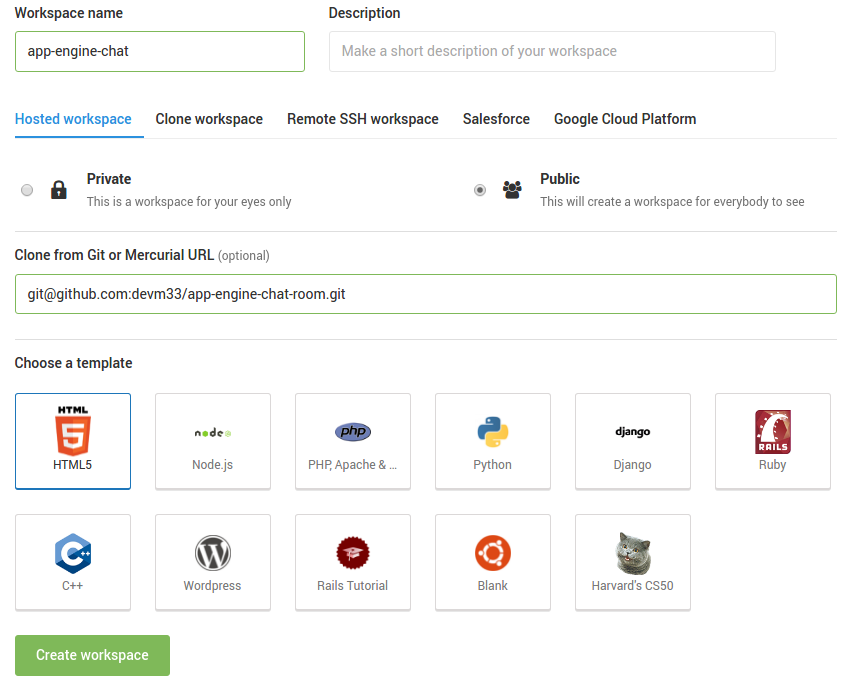 Workspace name Description
app-engine-chat Make a short description of your workspace
Hosted workspace Clone workspace Remote SSH workspace Salesforce Google Cloud Platform
Private Public
This is a workspace for your eyes only This will create a workspace for everybody to see
Clone from Git or Mercurial URL (optional)
git@github.com:devm33/app-engine-chat-room.git
Choose a template
HTML 5 node php django RAILS
HTML5 Node.js PHP, Apache & ... Python Django Ruby
C++ W
C++ Wordpress Rails Tutorial Blank Harvard's CS50
Create workspace